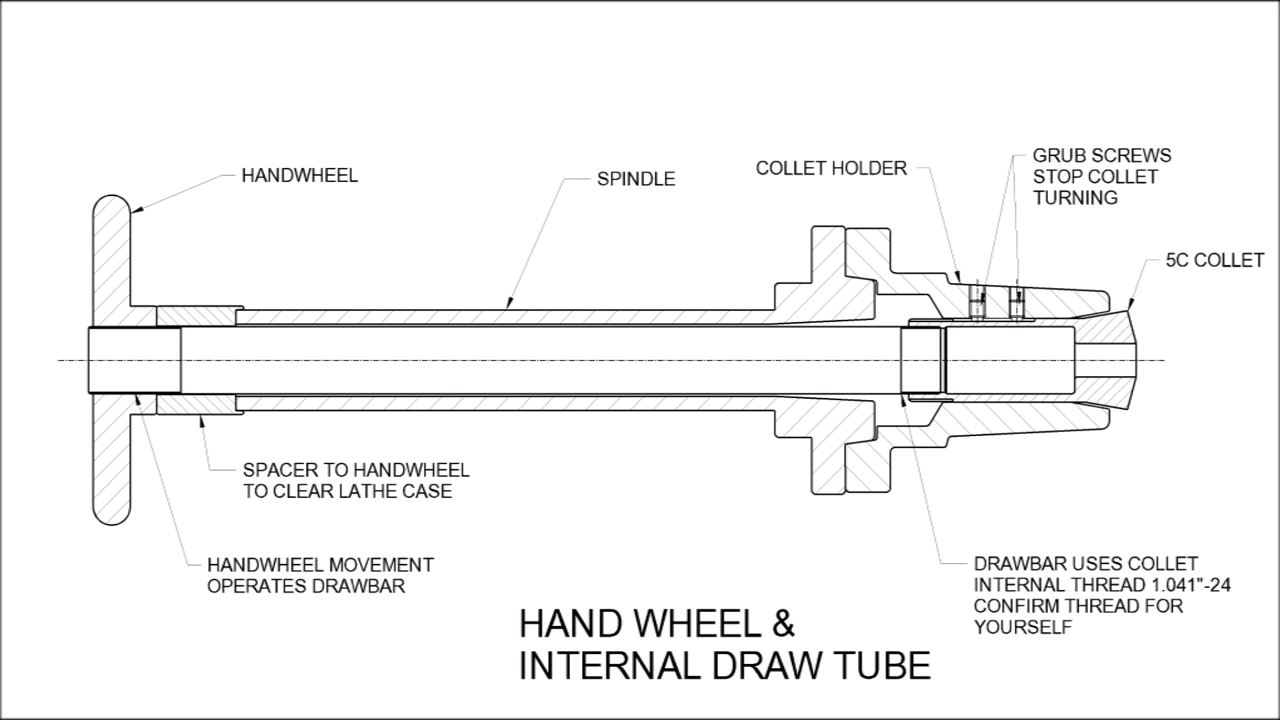 HANDWHEEL
SPINDLE
COLLET HOLDER
GRUB SCREWS
STOP COLLET
TURNING
5C COLLET
SPACER TO HANDWHEEL
TO CLEAR LATHE CASE
HANDWHEEL MOVEMENT
OPERATES DRAWBAR
DRAWBAR USES COLLET
INTERNAL THREAD 1.041"-24
CONFIRM THREAD FOR
YOURSELF
HAND WHEEL &
INTERNAL DRAW TUBE